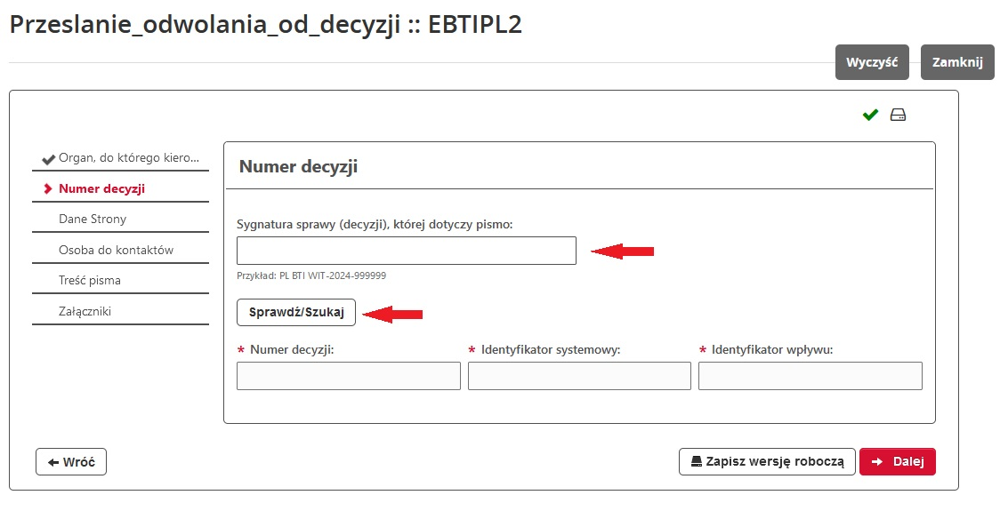 Przeslanie_odwolania_od_decyzji :: EBTIPL2
Wyczyść
Zamknij
Organ, do którego kiero...
Numer decyzji
Dane Strony
Osoba do kontaktów
Treść pisma
Załączniki
Numer decyzji
Sygnatura sprawy (decyzji), której dotyczy pismo:
Przykład: PL BTI WIT-2024-999999
Sprawdź/Szukaj
* Numer decyzji:
* Identyfikator systemowy:
* Identyfikator wpływu:
Wróć
Zapisz wersję roboczą
Dalej